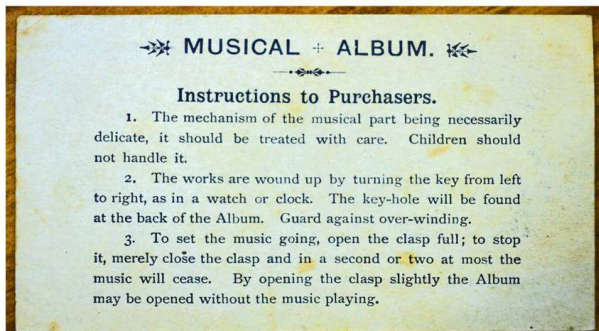 MUSICAL + ALBUM.
Instructions to Purchasers.
1. The mechanism of the musical part being necessarily
delicate, it should be treated with care. Children should
not handle it.
2. The works are wound up by turning the key from left
to right, as in a watch or clock. The key-hole will be found
at the back of the Album. Guard against over-winding.
3. To set the music going, open the clasp full; to stop
it, merely close the clasp and in a second or two at most the
music will cease. By opening the clasp slightly the Album
may be opened without the music playing.